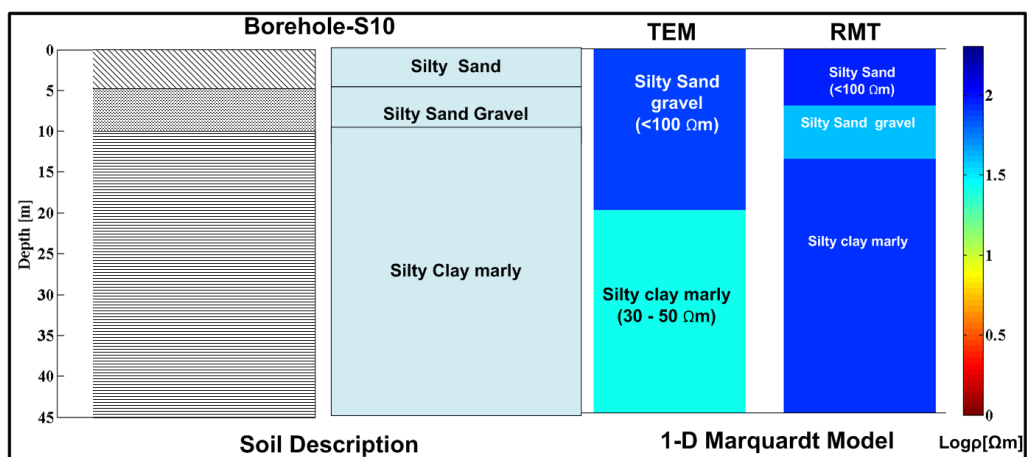 Borehole-S10
TEM
RMT
0
5
10
15
20
25
30
35
40
45
Depth [m]
Silty Sand
Silty Sand Gravel
Silty Clay marly
Silty Sand
gravel
(<100 Ωm)
Silty clay marly
(30 - 50 Ωm)
Silty Sand
(<100 Ωm)
Silty Sand gravel
Silty clay marly
2
1.5
1
0.5
0
Soil Description
1-D Marquardt Model
Logρ[Ωm]